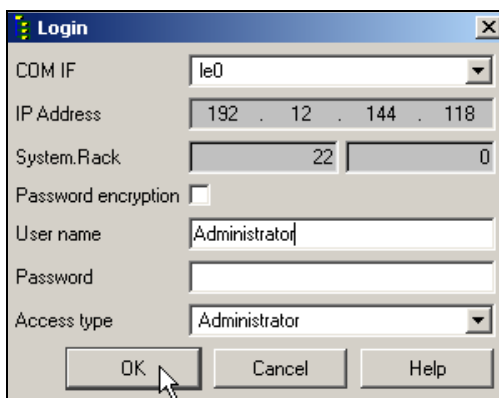 Login
COM IF le0
IP Address 192 . 12 . 144 . 118
System.Rack 22 0
Password encryption
User name Administrator
Password
Access type Administrator
OK Cancel Help